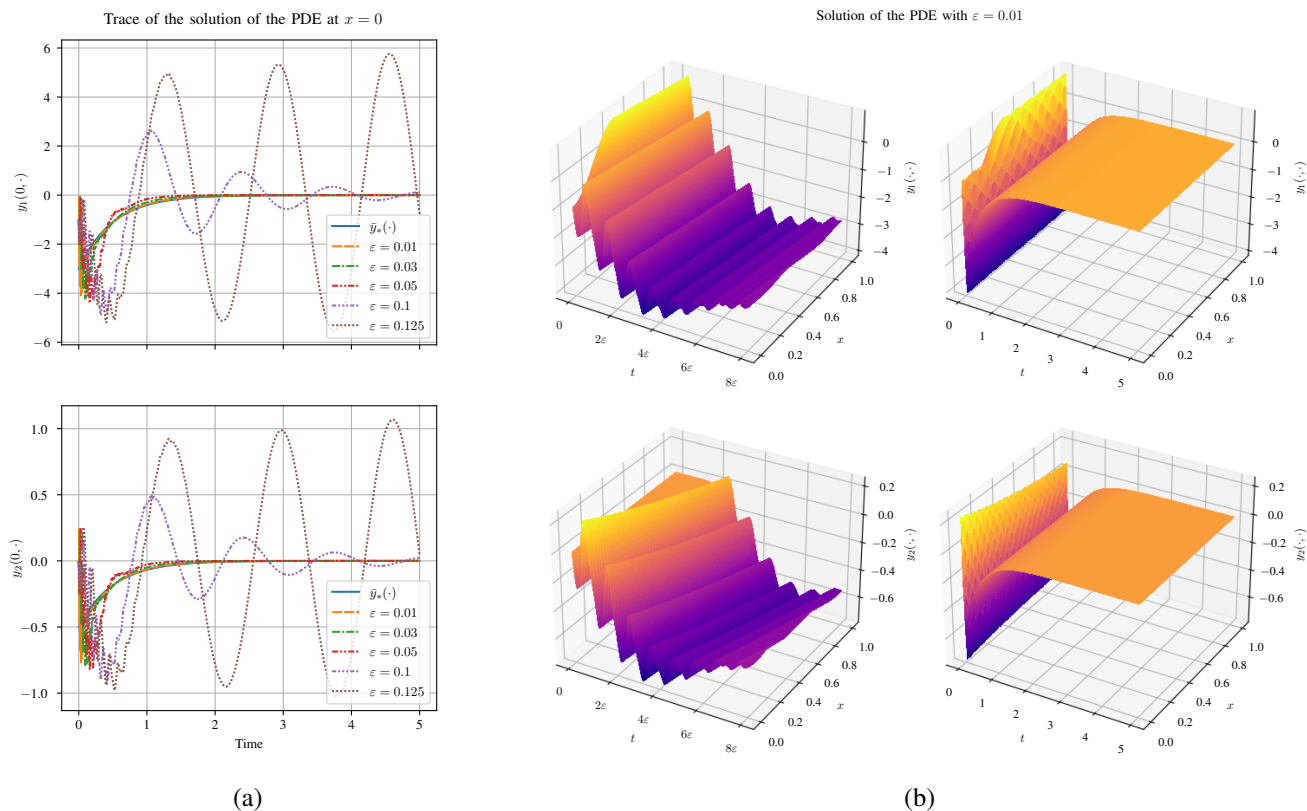 Trace of the solution of the PDE at x = 0
6
4
2
0
−2
−4
−6
y₁(0, ·)
ȳ∗(·)
ε = 0.01
ε = 0.03
ε = 0.05
ε = 0.1
ε = 0.125
1.0
0.5
0.0
−0.5
−1.0
y₂(0, ·)
ȳ∗(·)
ε = 0.01
ε = 0.03
ε = 0.05
ε = 0.1
ε = 0.125
0 1 2 3 4 5
Time
(a)
Solution of the PDE with ε = 0.01
0
−1
−2
−3
−4
y₁(·, ·)
0 2ε 4ε 6ε 8ε
t
0.0 0.2 0.4 0.6 0.8 1.0
x
0
−1
−2
−3
−4
y₁(·, ·)
0 1 2 3 4 5
t
0.0 0.2 0.4 0.6 0.8 1.0
x
0.2
0.0
−0.2
−0.4
−0.6
y₂(·, ·)
0 2ε 4ε 6ε 8ε
t
0.0 0.2 0.4 0.6 0.8 1.0
x
0.2
0.0
−0.2
−0.4
−0.6
y₂(·, ·)
0 1 2 3 4 5
t
0.0 0.2 0.4 0.6 0.8 1.0
x
(b)